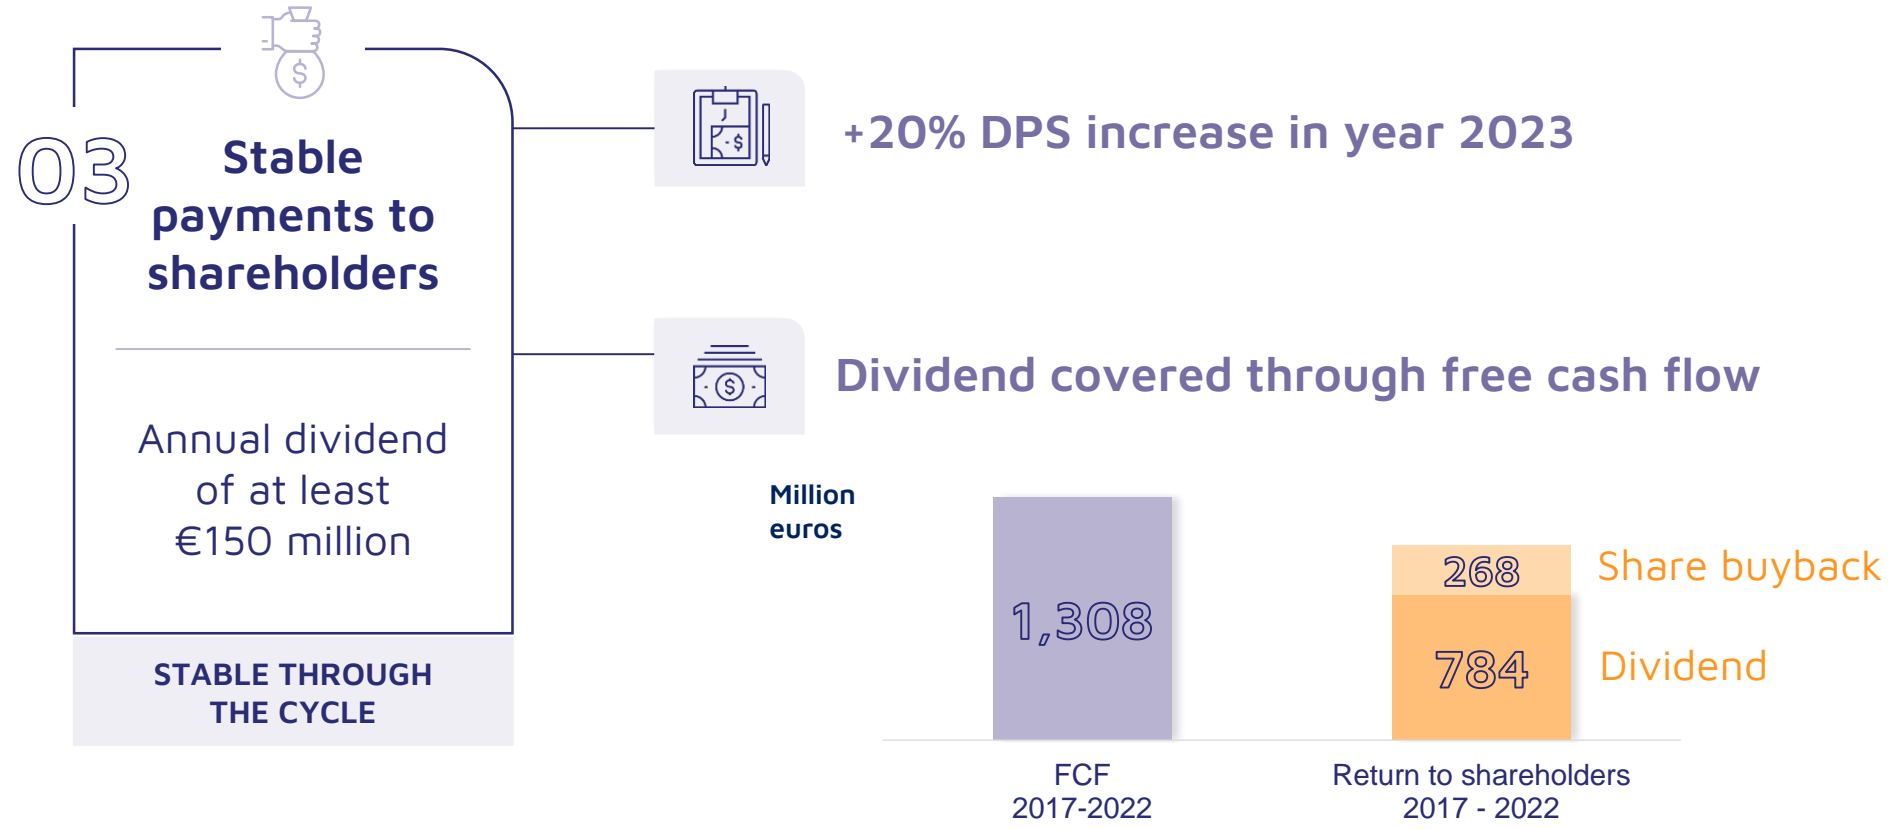 03
Stable
payments to
shareholders
Annual dividend
of at least
€150 million
STABLE THROUGH
THE CYCLE
+20% DPS increase in year 2023
Dividend covered through free cash flow
Million
euros
1,308
268
784
Share buyback
Dividend
FCF
2017-2022
Return to shareholders
2017 - 2022